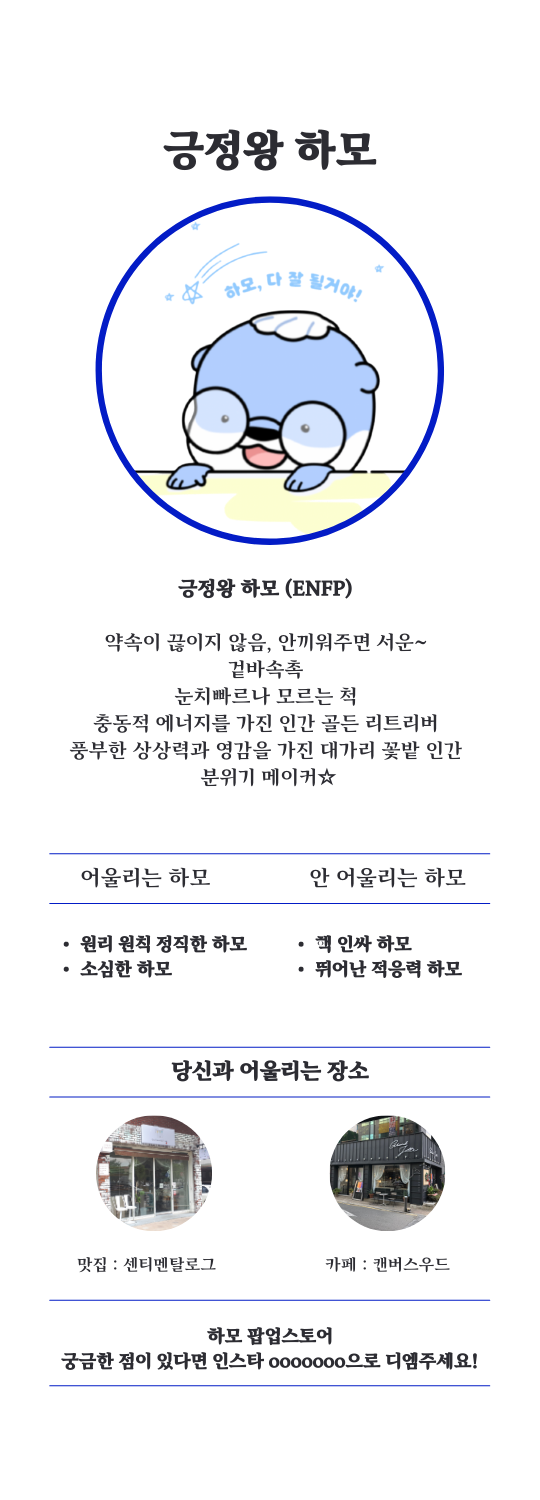 긍정왕 하모
하모, 다 잘 될거야!
긍정왕 하모 (ENFP)
약속이 끊이지 않음, 안끼워주면 서운~
겉바속촉
눈치빠르나 모르는 척
충동적 에너지를 가진 인간 골든 리트리버
풍부한 상상력과 영감을 가진 대가리 꽃밭 인간
분위기 메이커☆
어울리는 하모
안 어울리는 하모
• 원리 원칙 정직한 하모
• 소심한 하모
• 핵 인싸 하모
• 뛰어난 적응력 하모
당신과 어울리는 장소
맛집 : 센티멘탈로그
카페 : 캔버스우드
하모 팝업스토어
궁금한 점이 있다면 인스타 ooooooo으로 디엠주세요!